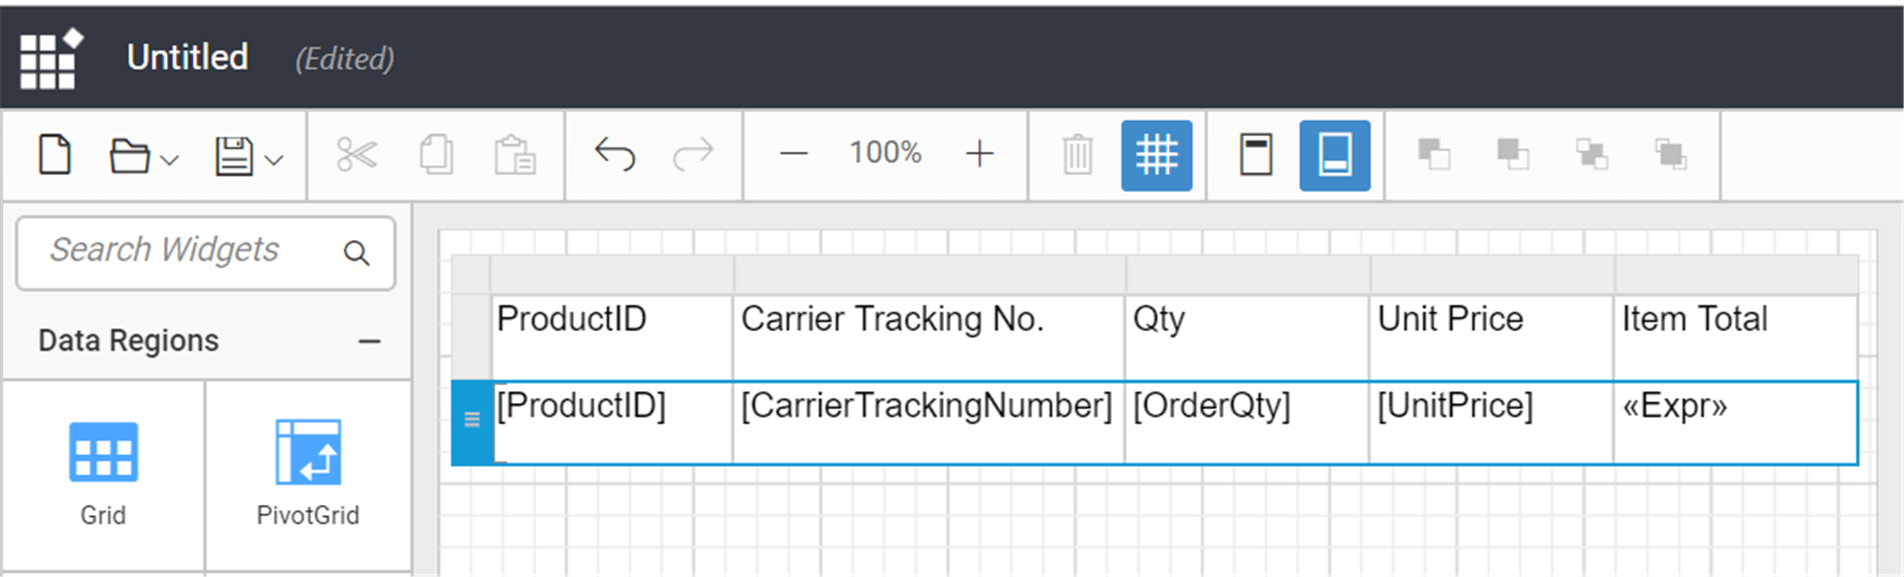 Untitled (Edited)
100%
Search Widgets
Data Regions
Grid PivotGrid
ProductID Carrier Tracking No. Qty Unit Price Item Total
[ProductID] [CarrierTrackingNumber] [OrderQty] [UnitPrice] «Expr»